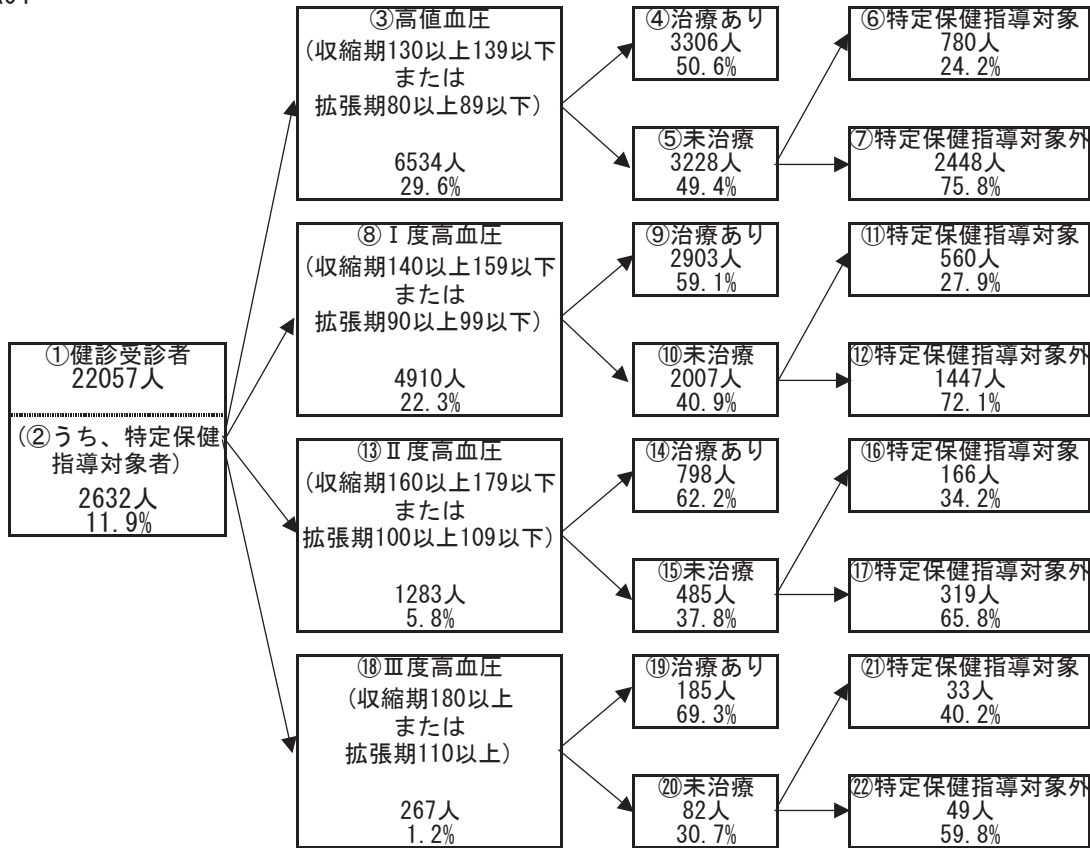 ①健診受診者
22057人
(②うち、特定保健
指導対象者)
2632人
11.9%
③高値血圧
(収縮期130以上139以下
または
拡張期80以上89以下)
6534人
29.6%
④治療あり
3306人
50.6%
⑤未治療
3228人
49.4%
⑥特定保健指導対象
780人
24.2%
⑦特定保健指導対象外
2448人
75.8%
⑧Ⅰ度高血圧
(収縮期140以上159以下
または
拡張期90以上99以下)
4910人
22.3%
⑨治療あり
2903人
59.1%
⑩未治療
2007人
40.9%
⑪特定保健指導対象
560人
27.9%
⑫特定保健指導対象外
1447人
72.1%
⑬Ⅱ度高血圧
(収縮期160以上179以下
または
拡張期100以上109以下)
1283人
5.8%
⑭治療あり
798人
62.2%
⑮未治療
485人
37.8%
⑯特定保健指導対象
166人
34.2%
⑰特定保健指導対象外
319人
65.8%
⑱Ⅲ度高血圧
(収縮期180以上
または
拡張期110以上)
267人
1.2%
⑲治療あり
185人
69.3%
⑳未治療
82人
30.7%
㉑特定保健指導対象
33人
40.2%
㉒特定保健指導対象外
49人
59.8%